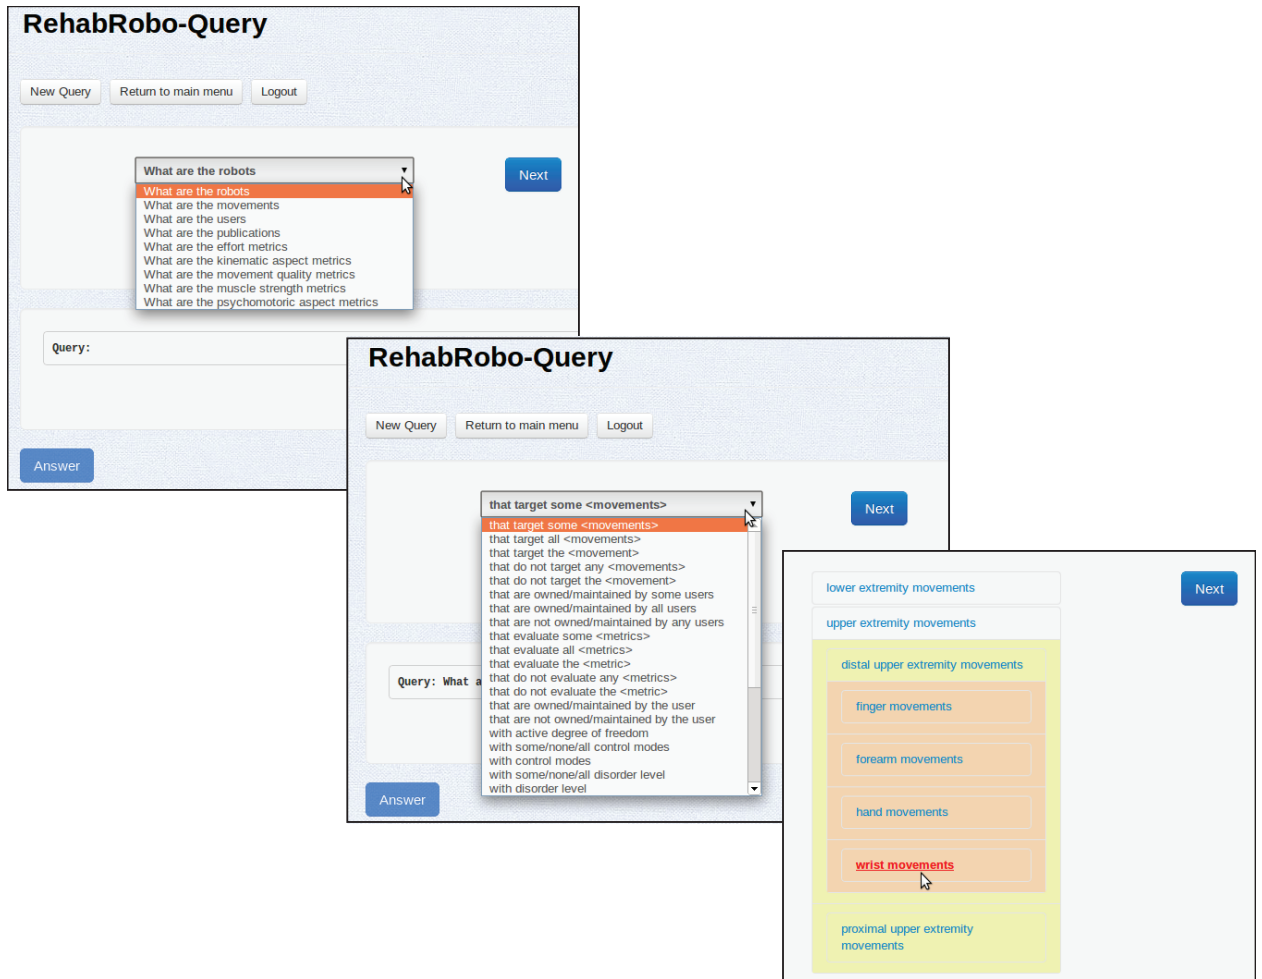 RehabRobo-Query
New Query Return to main menu Logout
What are the robots
Next
What are the robots
What are the movements
What are the users
What are the publications
What are the effort metrics
What are the kinematic aspect metrics
What are the movement quality metrics
What are the muscle strength metrics
What are the psychomotoric aspect metrics
Query:
Answer
RehabRobo-Query
New Query Return to main menu Logout
that target some <movements>
Next
that target some <movements>
that target all <movements>
that target the <movement>
that do not target any <movements>
that do not target the <movement>
that are owned/maintained by some users
that are owned/maintained by all users
that are not owned/maintained by any users
that evaluate some <metrics>
that evaluate all <metrics>
that evaluate the <metric>
that do not evaluate any <metrics>
that do not evaluate the <metric>
that are owned/maintained by the user
that are not owned/maintained by the user
with active degree of freedom
with some/none/all control modes
with control modes
with some/none/all disorder level
with disorder level
Query: What a
Answer
lower extremity movements
Next
upper extremity movements
distal upper extremity movements
finger movements
forearm movements
hand movements
wrist movements
proximal upper extremity
movements